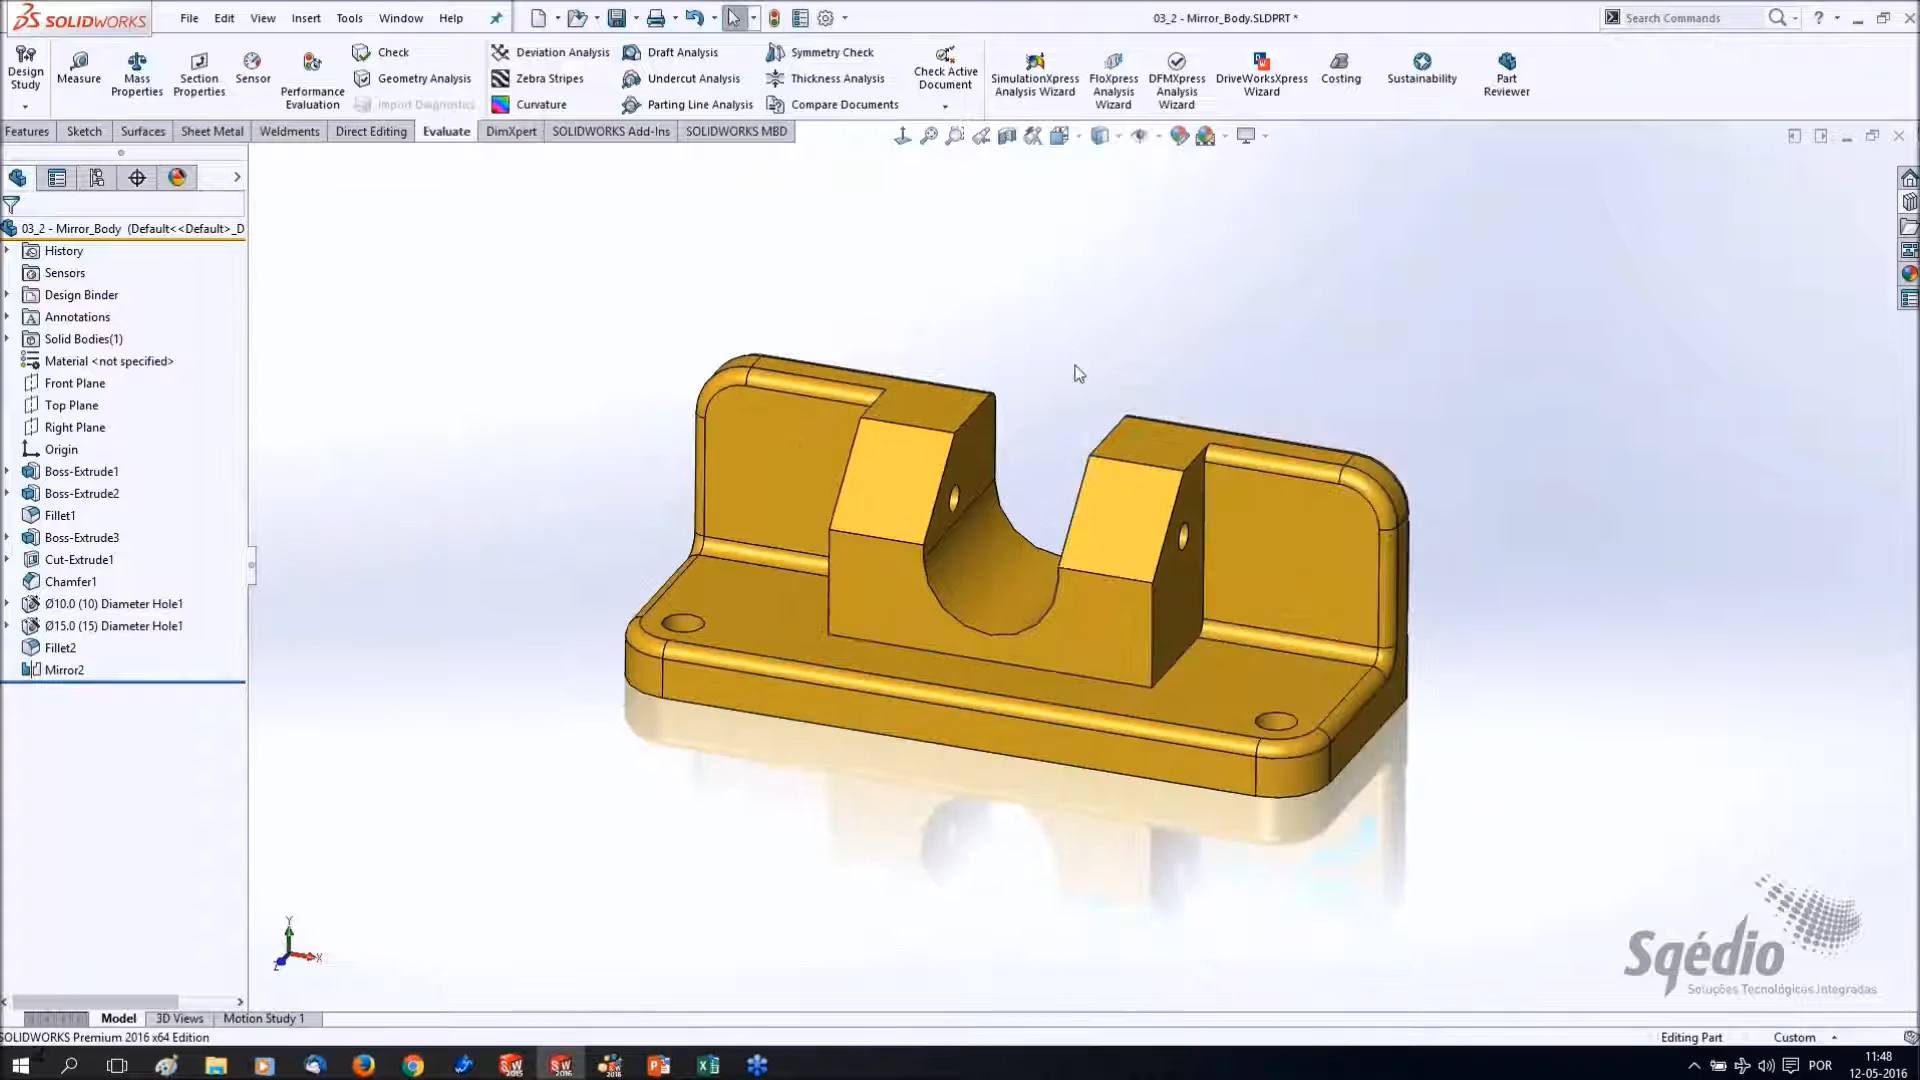 SOLIDWORKS File Edit View Insert Tools Window Help 03_2 - Mirror_Body.SLDPRT * Search Commands ?
Design Study
Measure
Mass Properties
Section Properties
Sensor
Performance Evaluation
Check
Geometry Analysis
Import Diagnostics
Deviation Analysis
Zebra Stripes
Curvature
Draft Analysis
Undercut Analysis
Parting Line Analysis
Symmetry Check
Thickness Analysis
Compare Documents
Check Active Document
SimulationXpress Analysis Wizard
FloXpress Analysis Wizard
DFMXpress Analysis Wizard
DriveWorksXpress Wizard
Costing
Sustainability
Part Reviewer
Features Sketch Surfaces Sheet Metal Weldments Direct Editing Evaluate DimXpert SOLIDWORKS Add-Ins SOLIDWORKS MBD
03_2 - Mirror_Body (Default<<Default>_D
History
Sensors
Design Binder
Annotations
Solid Bodies(1)
Material <not specified>
Front Plane
Top Plane
Right Plane
Origin
Boss-Extrude1
Boss-Extrude2
Fillet1
Boss-Extrude3
Cut-Extrude1
Chamfer1
Ø10.0 (10) Diameter Hole1
Ø15.0 (15) Diameter Hole1
Fillet2
Mirror2
Y
X
Z
Sqédio
Soluções Tecnológicas Integradas
Model 3D Views Motion Study 1
SOLIDWORKS Premium 2016 x64 Edition Editing Part Custom
POR 11:48
12-05-2016